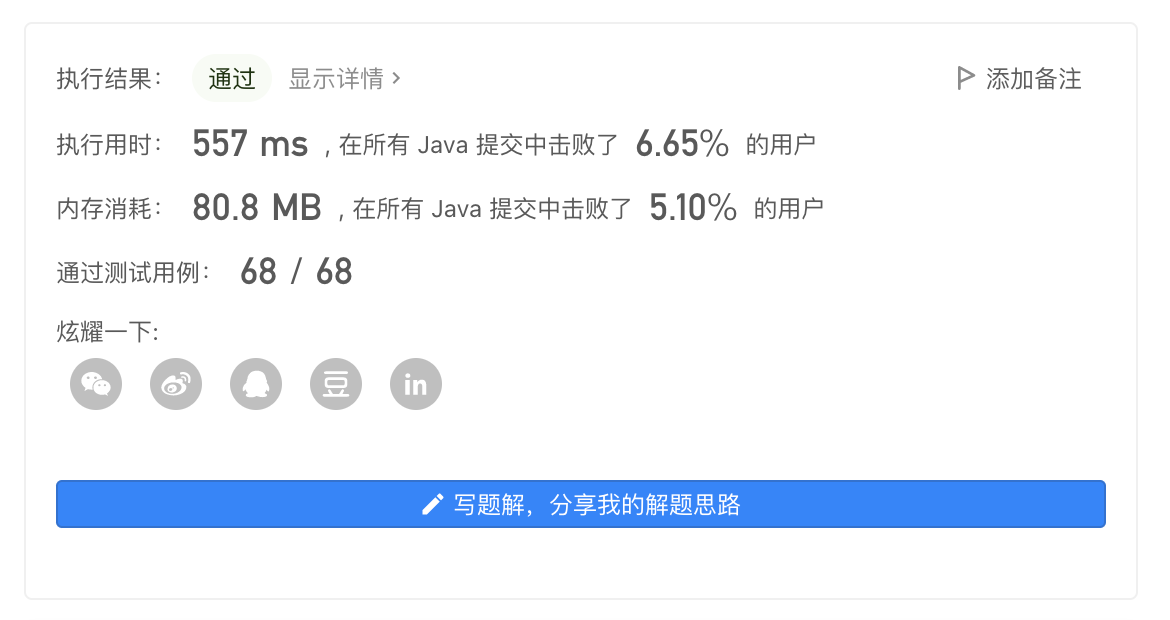 执行结果： 通过 显示详情 > 添加备注
执行用时： 557 ms , 在所有 Java 提交中击败了 6.65% 的用户
内存消耗： 80.8 MB , 在所有 Java 提交中击败了 5.10% 的用户
通过测试用例： 68 / 68
炫耀一下:
豆 in
写题解，分享我的解题思路